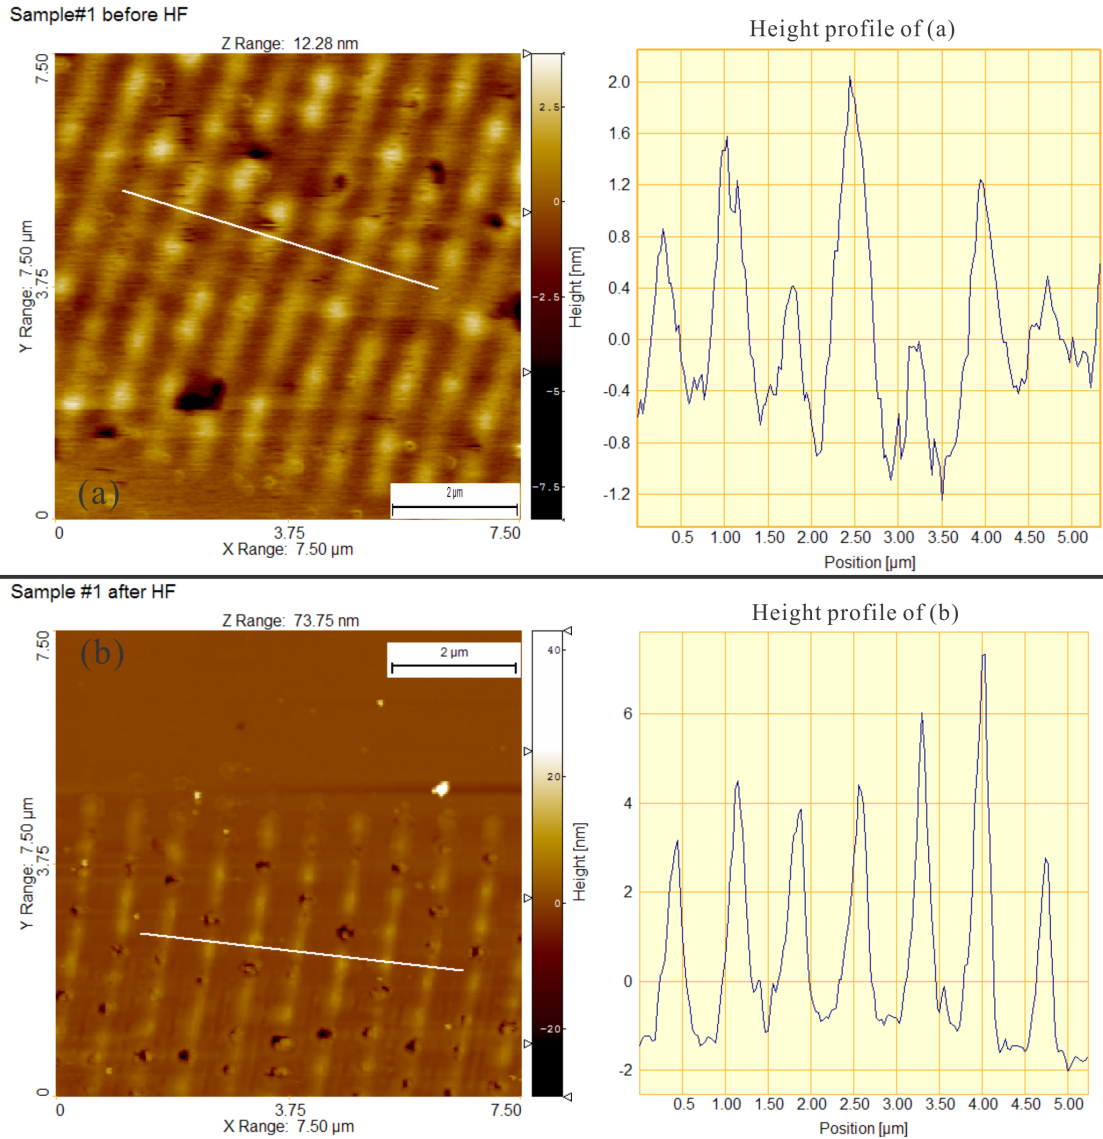 Sample#1 before HF
Z Range: 12.28 nm
Height profile of (a)
7.50
3.75
0
Y Range: 7.50 µm
(a)
2µm
0
3.75
7.50
X Range: 7.50 µm
2.5
0
-2.5
-5
-7.5
Height [nm]
2.0
1.6
1.2
0.8
0.4
0.0
-0.4
-0.8
-1.2
0.5 1.00 1.50 2.00 2.50 3.00 3.50 4.00 4.50 5.00
Position [µm]
Sample #1 after HF
Z Range: 73.75 nm
Height profile of (b)
7.50
3.75
0
Y Range: 7.50 µm
(b)
2 µm
0
3.75
7.50
X Range: 7.50 µm
40
20
0
-20
Height [nm]
6
4
2
0
-2
0.5 1.00 1.50 2.00 2.50 3.00 3.50 4.00 4.50 5.00
Position [µm]